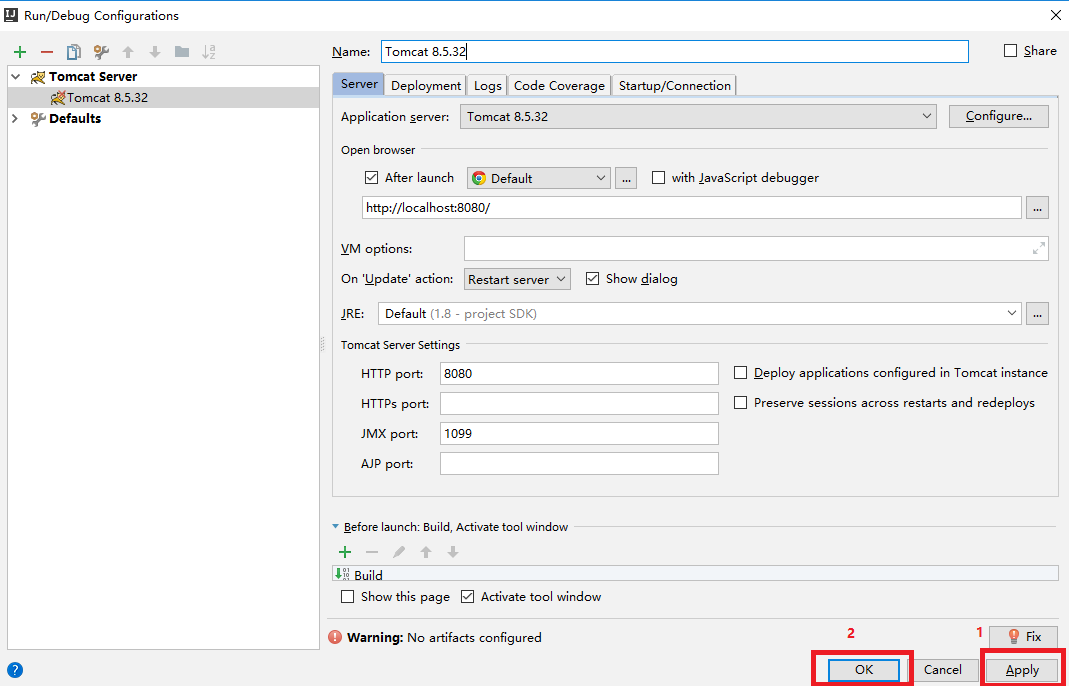 Run/Debug Configurations
Name: Tomcat 8.5.32 Share
Tomcat Server
Tomcat 8.5.32
Defaults
Server Deployment Logs Code Coverage Startup/Connection
Application server: Tomcat 8.5.32 Configure...
Open browser
After launch Default ... with JavaScript debugger
http://localhost:8080/ ...
VM options:
On 'Update' action: Restart server Show dialog
JRE: Default (1.8 - project SDK) ...
Tomcat Server Settings
HTTP port: 8080 Deploy applications configured in Tomcat instance
HTTPs port: Preserve sessions across restarts and redeploys
JMX port: 1099
AJP port:
Before launch: Build, Activate tool window
Build
Show this page Activate tool window
Warning: No artifacts configured 2 1 Fix
? OK Cancel Apply